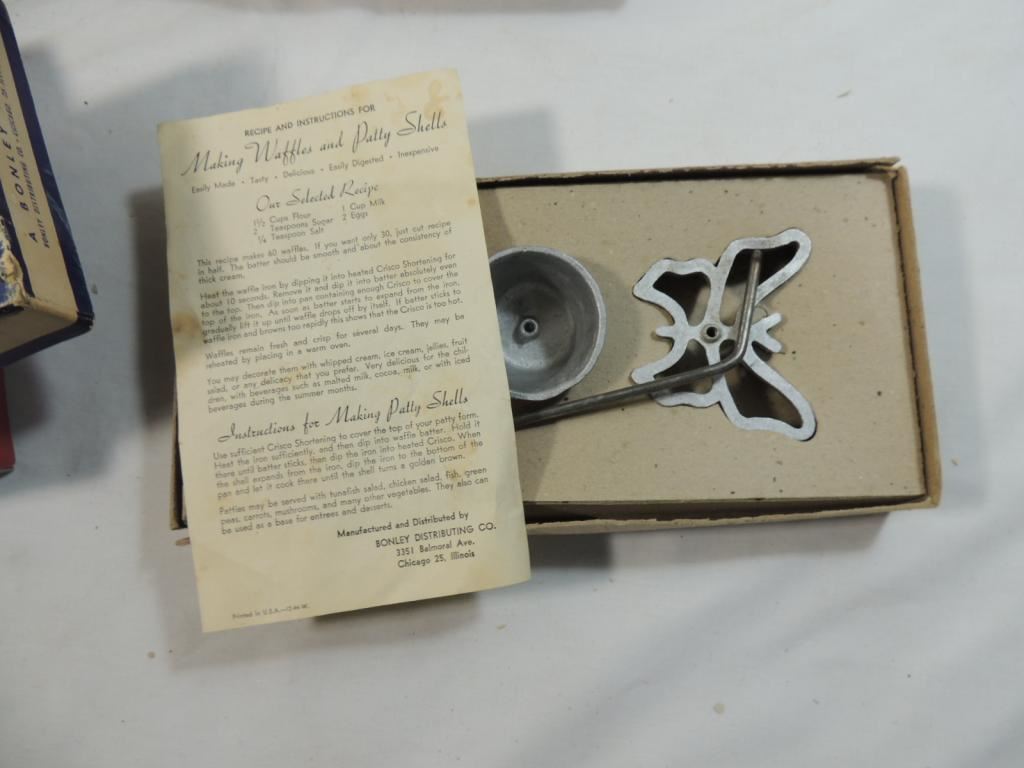 A
BONLEY
BONLEY DISTRIBUTING CO. • CHICAGO 25
RECIPE AND INSTRUCTIONS FOR
Making Waffles and Patty Shells
Easily Made • Tasty • Delicious • Easily Digested • Inexpensive
Our Selected Recipe
1½ Cups Flour 1 Cup Milk
2 Teaspoons Sugar 2 Eggs
¼ Teaspoon Salt
This recipe makes 60 waffles. If you want only 30, just cut recipe
in half. The batter should be smooth and about the consistency of
thick cream.
Heat the waffle iron by dipping it into heated Crisco Shortening for
about 10 seconds. Remove it and dip it into batter absolutely even
to the top. Then dip into pan containing enough Crisco to cover the
top of the iron. As soon as batter starts to expand from the iron,
gradually lift it up until waffle drops off by itself. If batter sticks to
waffle iron and browns too rapidly this shows that the Crisco is too hot.
Waffles remain fresh and crisp for several days. They may be
reheated by placing in a warm oven.
You may decorate them with whipped cream, ice cream, jellies, fruit
salad, or any delicacy that you prefer. Very delicious for the chil-
dren, with beverages such as malted milk, cocoa, milk, or with iced
beverages during the summer months.
Instructions for Making Patty Shells
Use sufficient Crisco Shortening to cover the top of your patty form.
Heat the iron sufficiently, and then dip into waffle batter. Hold it
there until batter sticks, then dip the iron into heated Crisco. When
the shell expands from the iron, dip the iron to the bottom of the
pan and let it cook there until the shell turns a golden brown.
Patties may be served with tunafish salad, chicken salad, fish, green
peas, carrots, mushrooms, and many other vegetables. They also can
be used as a base for entrees and desserts.
Manufactured and Distributed by
BONLEY DISTRIBUTING CO.
3351 Balmoral Ave.
Chicago 25, Illinois
Printed in U.S.A.—12-46 W.